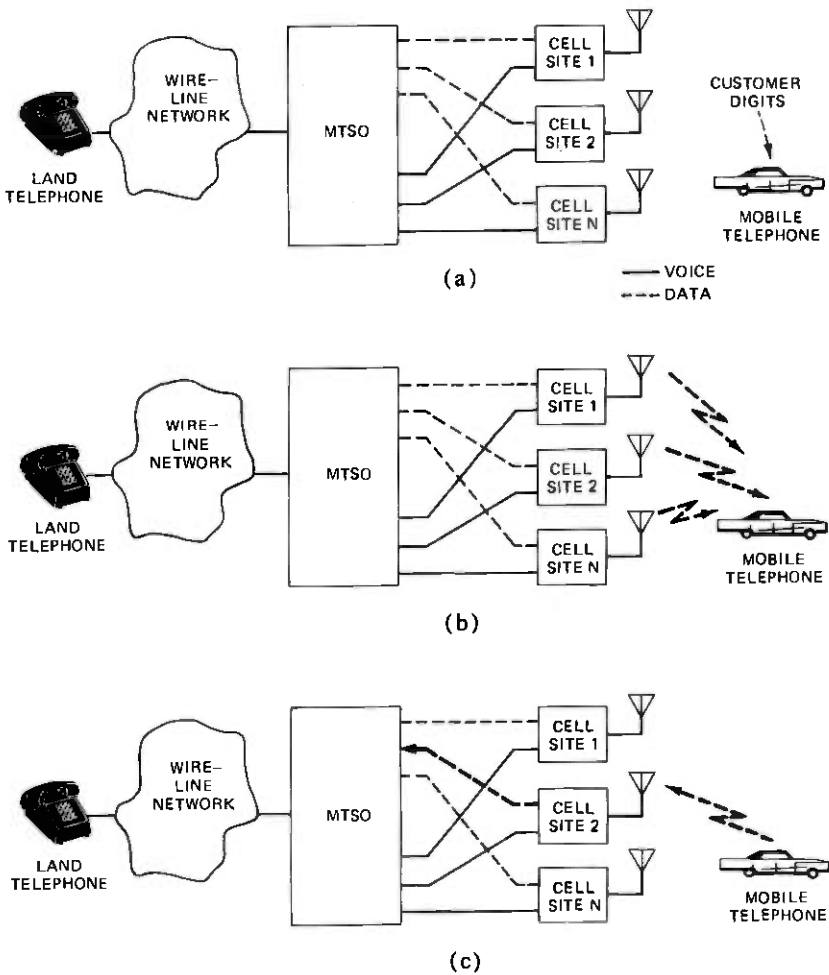 WIRE-
LINE
NETWORK
LAND
TELEPHONE
MTSO
CELL
SITE 1
CELL
SITE 2
CELL
SITE N
CUSTOMER
DIGITS
MOBILE
TELEPHONE
(a)
VOICE
DATA
WIRE-
LINE
NETWORK
LAND
TELEPHONE
MTSO
CELL
SITE 1
CELL
SITE 2
CELL
SITE N
MOBILE
TELEPHONE
(b)
WIRE-
LINE
NETWORK
LAND
TELEPHONE
MTSO
CELL
SITE 1
CELL
SITE 2
CELL
SITE N
MOBILE
TELEPHONE
(c)